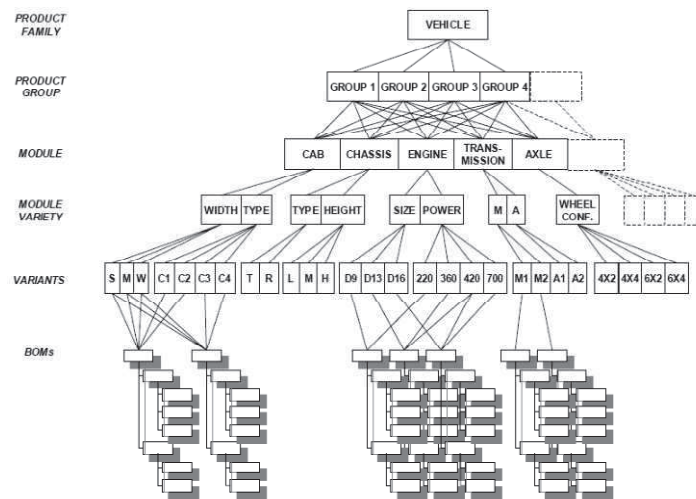 PRODUCT
FAMILY
VEHICLE
PRODUCT
GROUP
GROUP 1 GROUP 2 GROUP 3 GROUP 4
MODULE
CAB CHASSIS ENGINE TRANS-
MISSION AXLE
MODULE
VARIETY
WIDTH TYPE TYPE HEIGHT SIZE POWER M A WHEEL
CONF.
VARIANTS
S M W C1 C2 C3 C4 T R L M H D9 D13 D16 220 360 420 700 M1 M2 A1 A2 4X2 4X4 6X2 6X4
BOMs